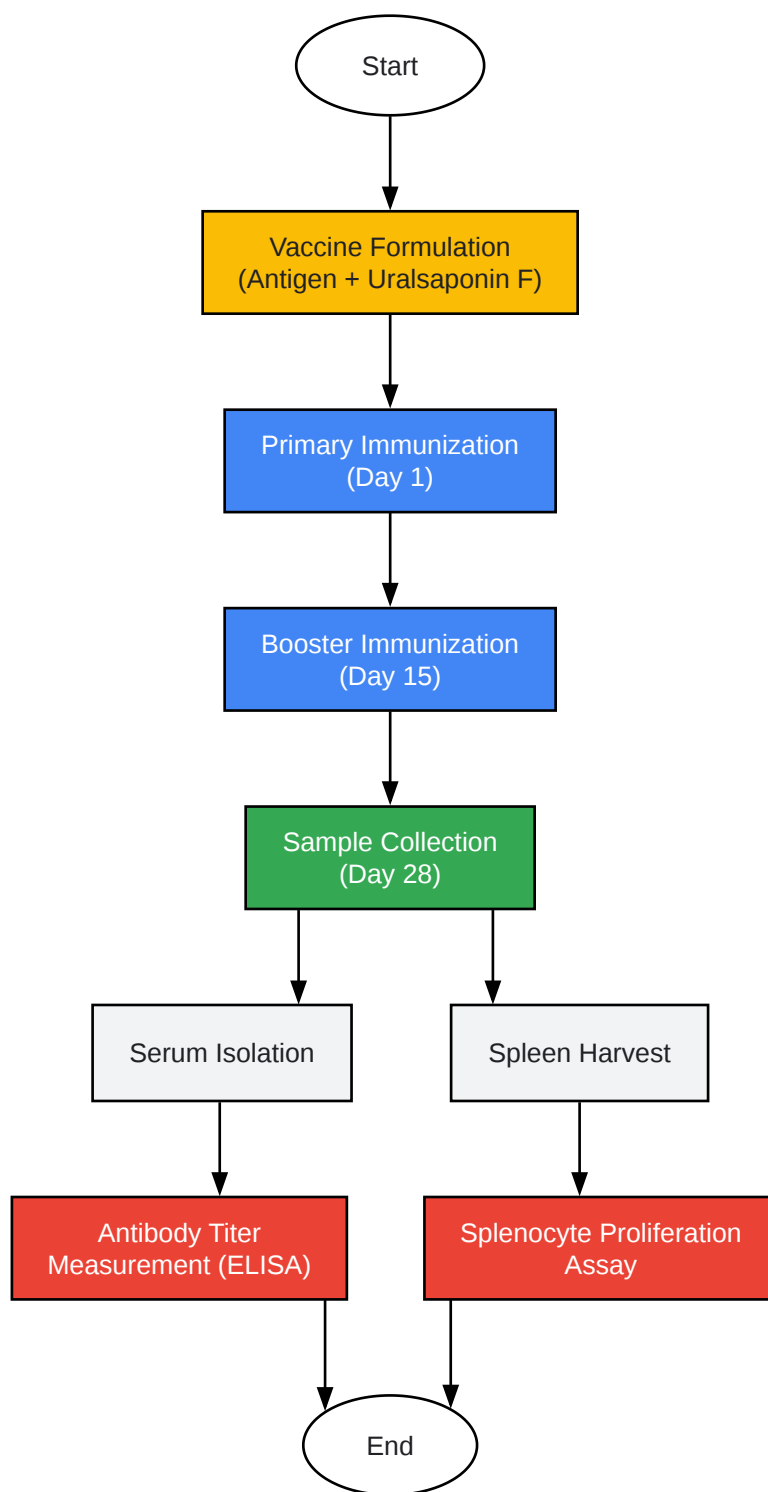 Start
Vaccine Formulation
(Antigen + Uralsaponin F)
Primary Immunization
(Day 1)
Booster Immunization
(Day 15)
Sample Collection
(Day 28)
Serum Isolation
Spleen Harvest
Antibody Titer
Measurement (ELISA)
Splenocyte Proliferation
Assay
End